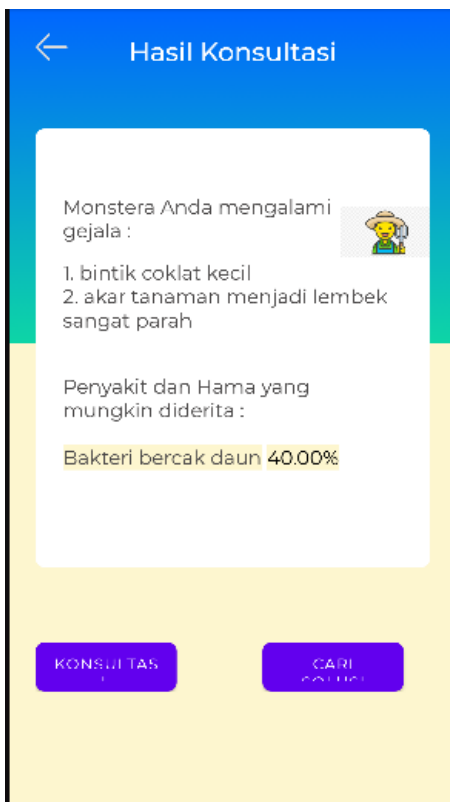 Hasil Konsultasi
Monstera Anda mengalami
gejala :
1. bintik coklat kecil
2. akar tanaman menjadi lembek
sangat parah
Penyakit dan Hama yang
mungkin diderita :
Bakteri bercak daun 40.00%
KONSULTAS
I
CARI
SOLUSI